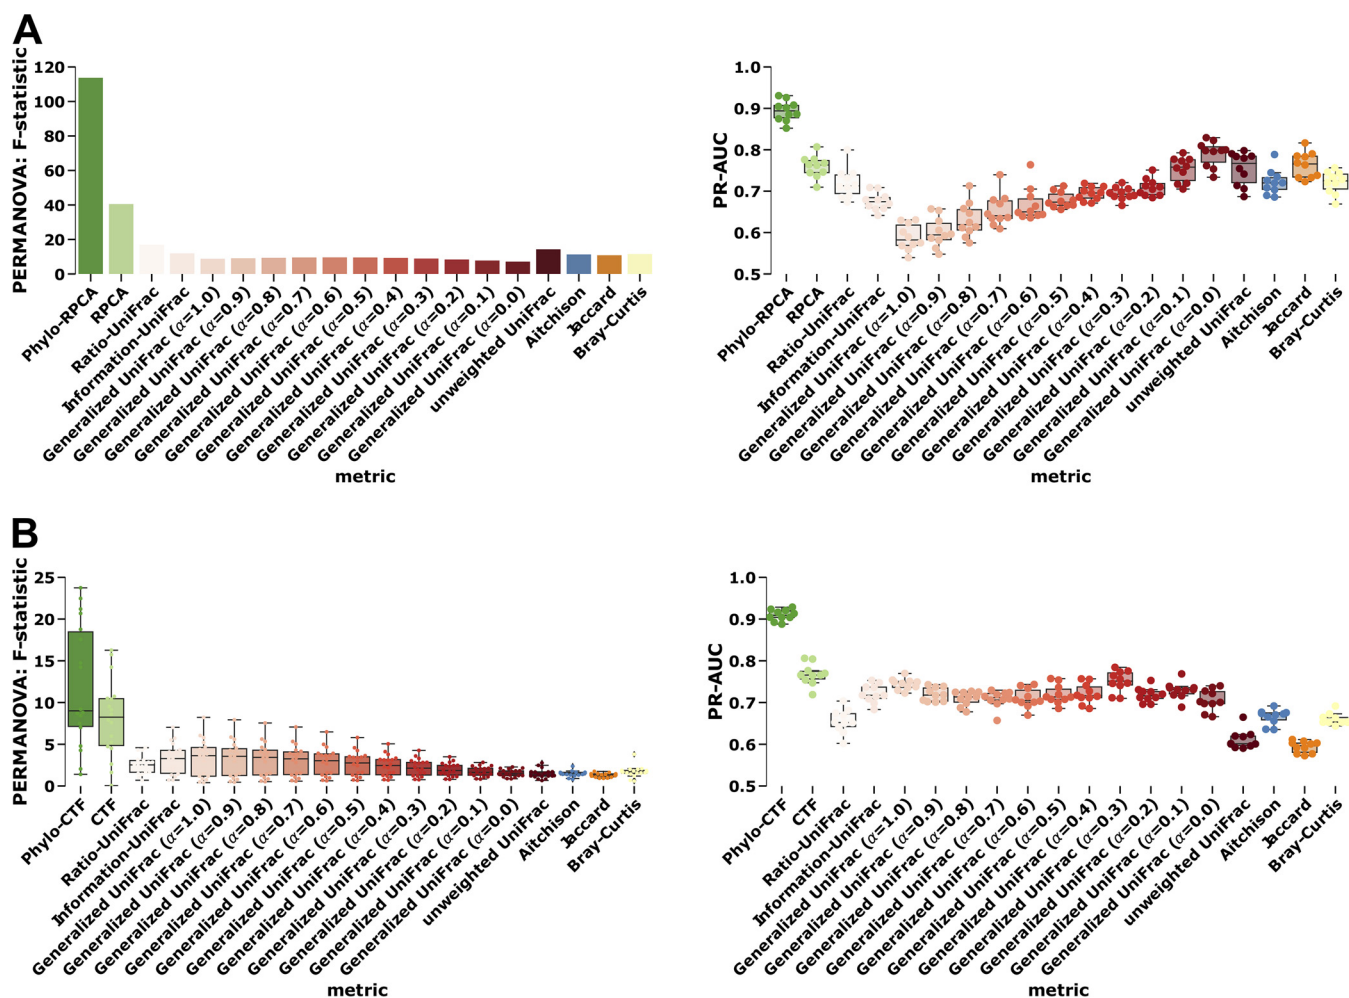 A
PERMANOVA: F-statistic
120
100
80
60
40
20
0
Phylo-RPCA
RPCA
Ratio-UniFrac
Information-UniFrac
Generalized UniFrac (α=1.0)
Generalized UniFrac (α=0.9)
Generalized UniFrac (α=0.8)
Generalized UniFrac (α=0.7)
Generalized UniFrac (α=0.6)
Generalized UniFrac (α=0.5)
Generalized UniFrac (α=0.4)
Generalized UniFrac (α=0.3)
Generalized UniFrac (α=0.2)
Generalized UniFrac (α=0.1)
Generalized UniFrac (α=0.0)
unweighted UniFrac
Aitchison
Jaccard
Bray-Curtis
metric
PR-AUC
1.0
0.9
0.8
0.7
0.6
0.5
Phylo-RPCA
RPCA
Ratio-UniFrac
Information-UniFrac
Generalized UniFrac (α=1.0)
Generalized UniFrac (α=0.9)
Generalized UniFrac (α=0.8)
Generalized UniFrac (α=0.7)
Generalized UniFrac (α=0.6)
Generalized UniFrac (α=0.5)
Generalized UniFrac (α=0.4)
Generalized UniFrac (α=0.3)
Generalized UniFrac (α=0.2)
Generalized UniFrac (α=0.1)
Generalized UniFrac (α=0.0)
unweighted UniFrac
Aitchison
Jaccard
Bray-Curtis
metric
B
PERMANOVA: F-statistic
25
20
15
10
5
0
Phylo-CTF
CTF
Ratio-UniFrac
Information-UniFrac
Generalized UniFrac (α=1.0)
Generalized UniFrac (α=0.9)
Generalized UniFrac (α=0.8)
Generalized UniFrac (α=0.7)
Generalized UniFrac (α=0.6)
Generalized UniFrac (α=0.5)
Generalized UniFrac (α=0.4)
Generalized UniFrac (α=0.3)
Generalized UniFrac (α=0.2)
Generalized UniFrac (α=0.1)
Generalized UniFrac (α=0.0)
unweighted UniFrac
Aitchison
Jaccard
Bray-Curtis
metric
PR-AUC
1.0
0.9
0.8
0.7
0.6
0.5
Phylo-CTF
CTF
Ratio-UniFrac
Information-UniFrac
Generalized UniFrac (α=1.0)
Generalized UniFrac (α=0.9)
Generalized UniFrac (α=0.8)
Generalized UniFrac (α=0.7)
Generalized UniFrac (α=0.6)
Generalized UniFrac (α=0.5)
Generalized UniFrac (α=0.4)
Generalized UniFrac (α=0.3)
Generalized UniFrac (α=0.2)
Generalized UniFrac (α=0.1)
Generalized UniFrac (α=0.0)
unweighted UniFrac
Aitchison
Jaccard
Bray-Curtis
metric